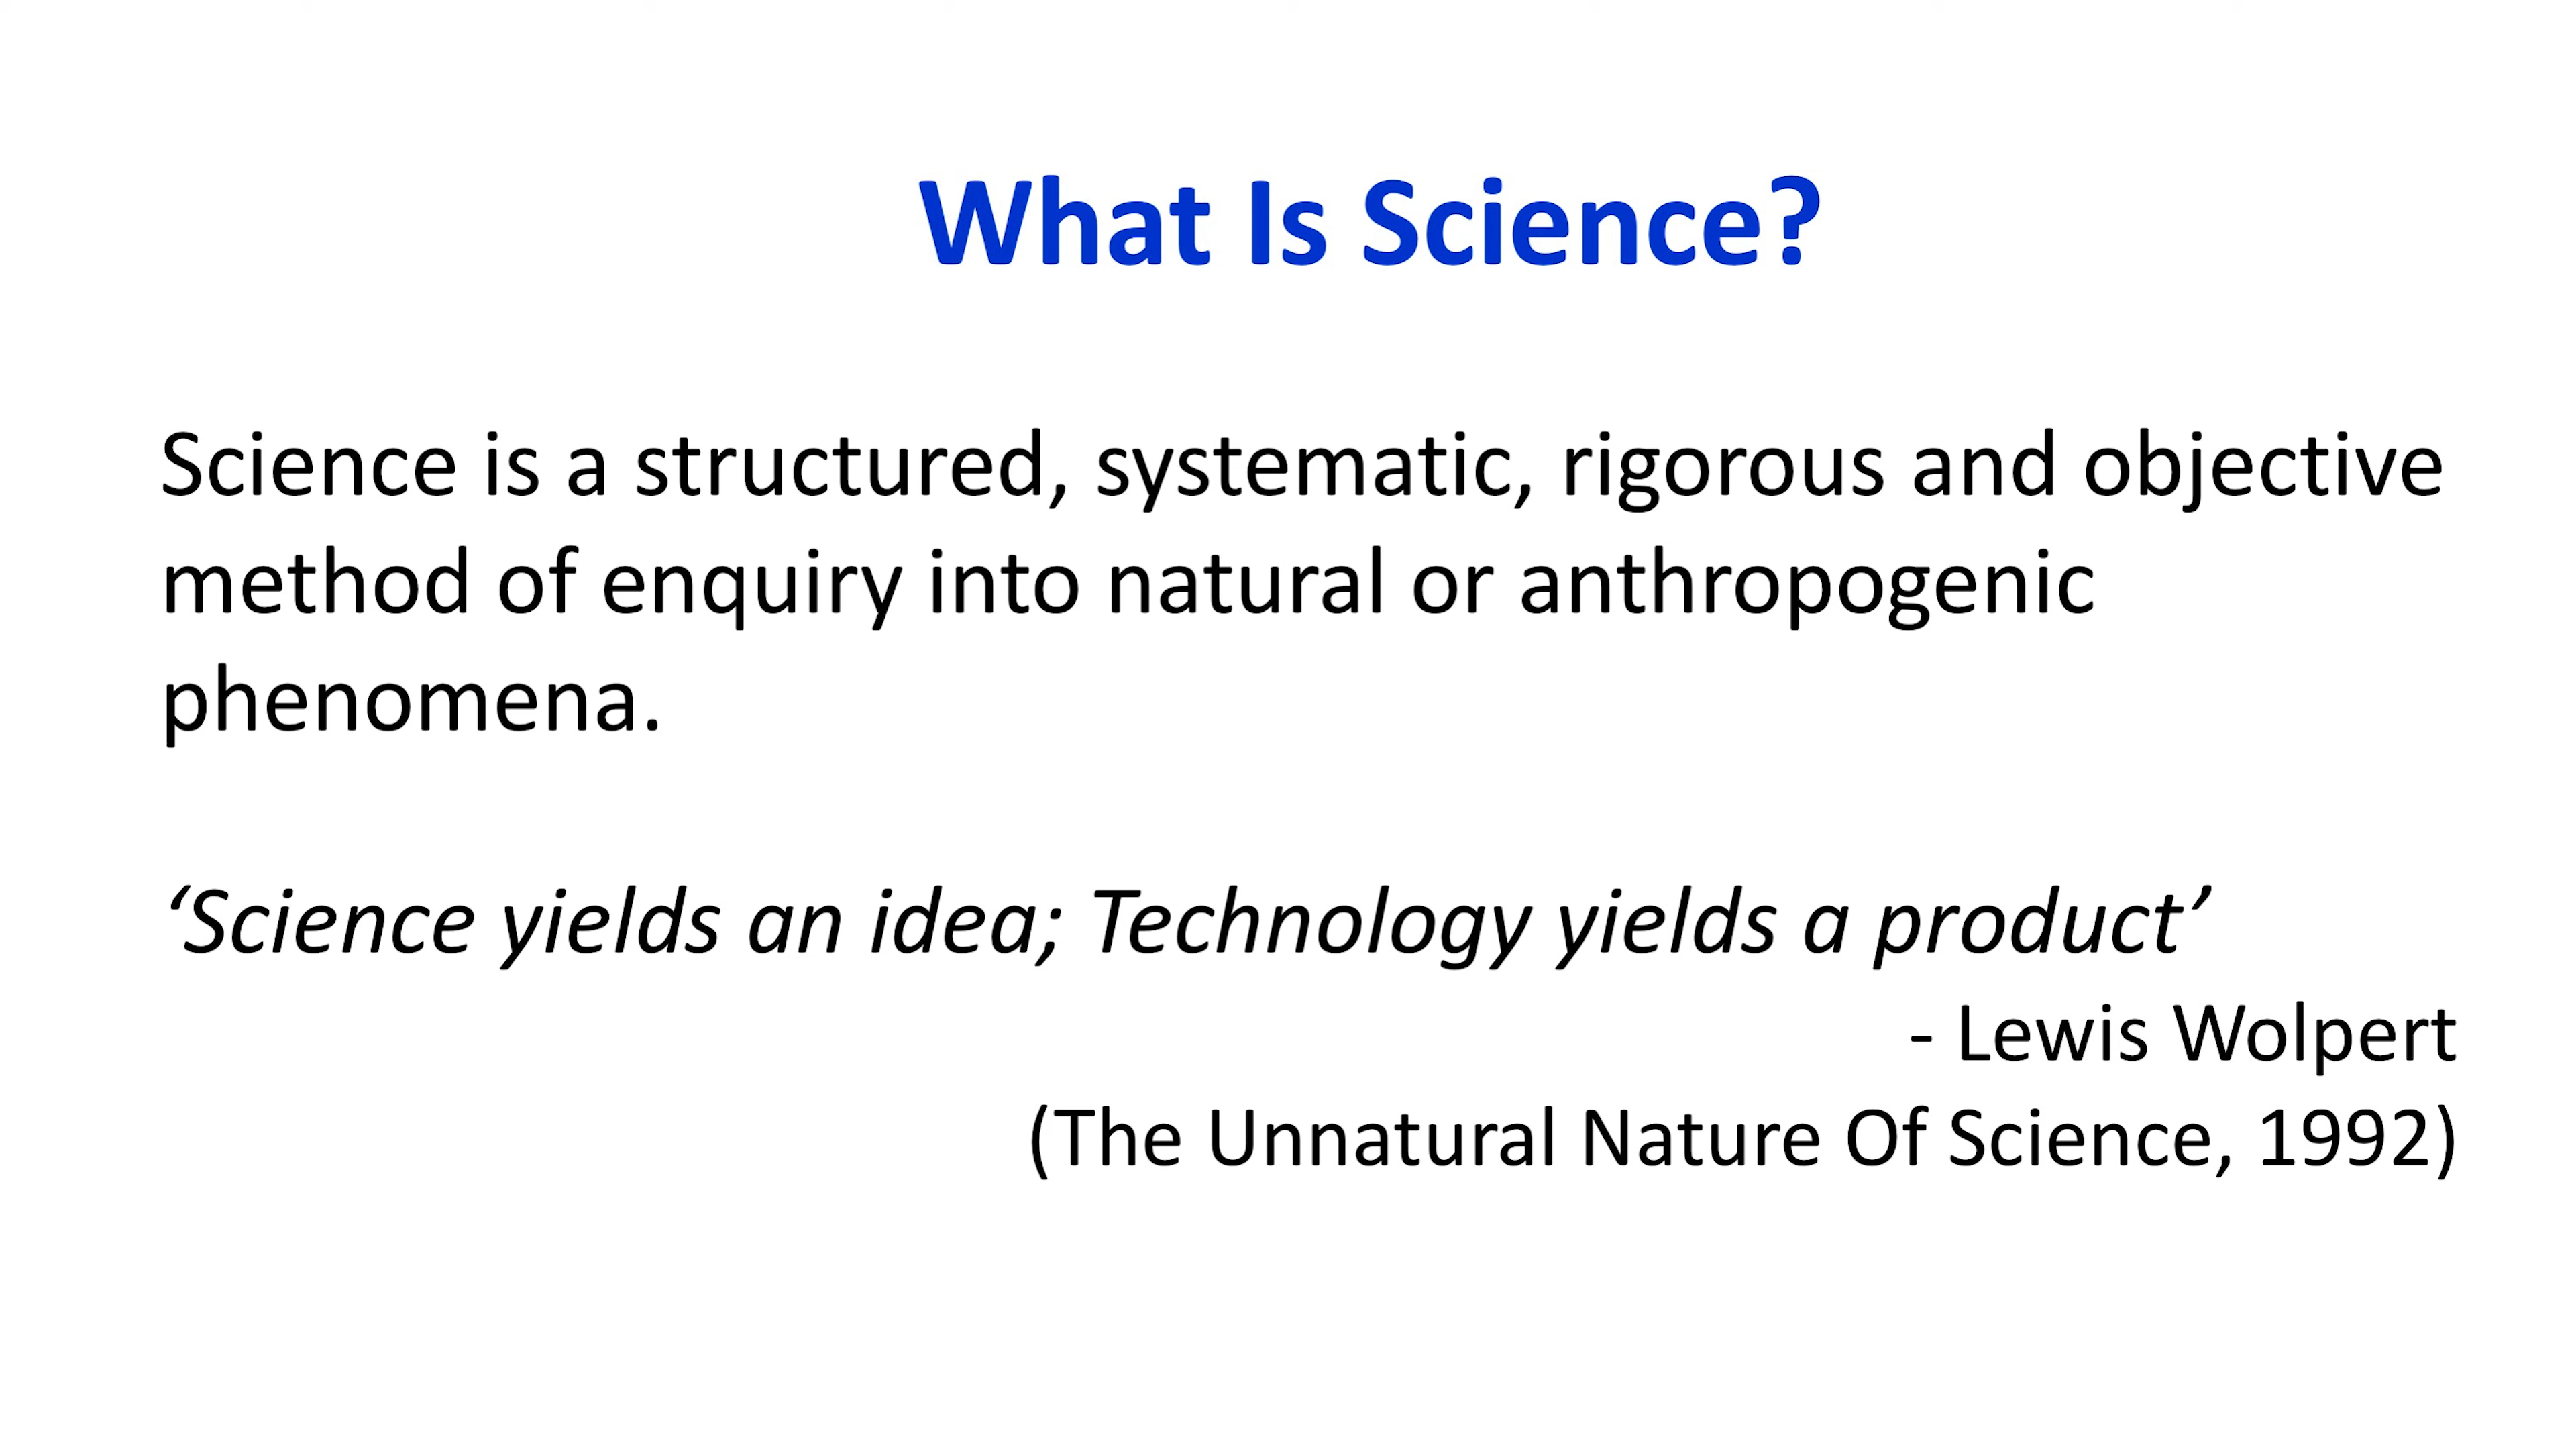 What Is Science?
Science is a structured, systematic, rigorous and objective
method of enquiry into natural or anthropogenic
phenomena.
‘Science yields an idea; Technology yields a product’
- Lewis Wolpert
(The Unnatural Nature Of Science, 1992)